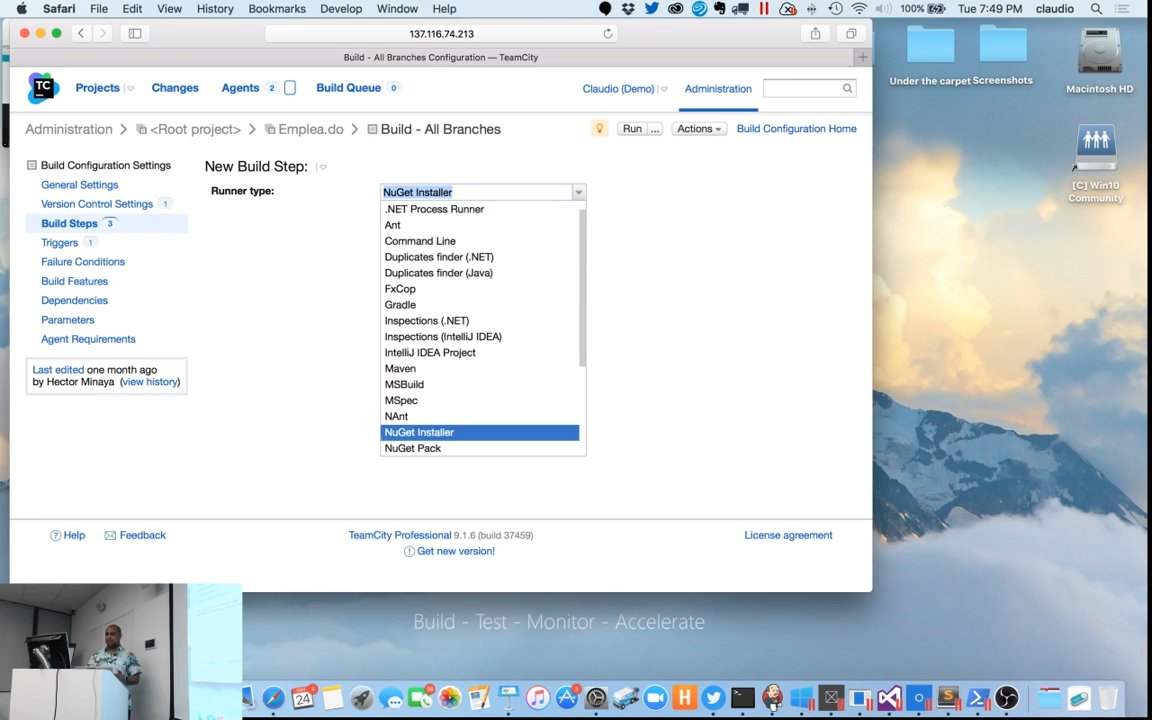 Safari File Edit View History Bookmarks Develop Window Help
100% Tue 7:49 PM claudio
137.116.74.213
Build - All Branches Configuration — TeamCity
TC
Projects Changes Agents 2 Build Queue 0
Claudio (Demo) Administration
Administration <Root project> Emplea.do Build - All Branches
Run ... Actions Build Configuration Home
Build Configuration Settings
General Settings
Version Control Settings 1
Build Steps 3
Triggers 1
Failure Conditions
Build Features
Dependencies
Parameters
Agent Requirements
Last edited one month ago
by Hector Minaya (view history)
New Build Step:
Runner type:
NuGet Installer
.NET Process Runner
Ant
Command Line
Duplicates finder (.NET)
Duplicates finder (Java)
FxCop
Gradle
Inspections (.NET)
Inspections (IntelliJ IDEA)
IntelliJ IDEA Project
Maven
MSBuild
MSpec
NAnt
NuGet Installer
NuGet Pack
Help Feedback
TeamCity Professional 9.1.6 (build 37459)
License agreement
Get new version!
Under the carpet
Screenshots
Macintosh HD
[C] Win10
Community
Build - Test - Monitor - Accelerate
24
H